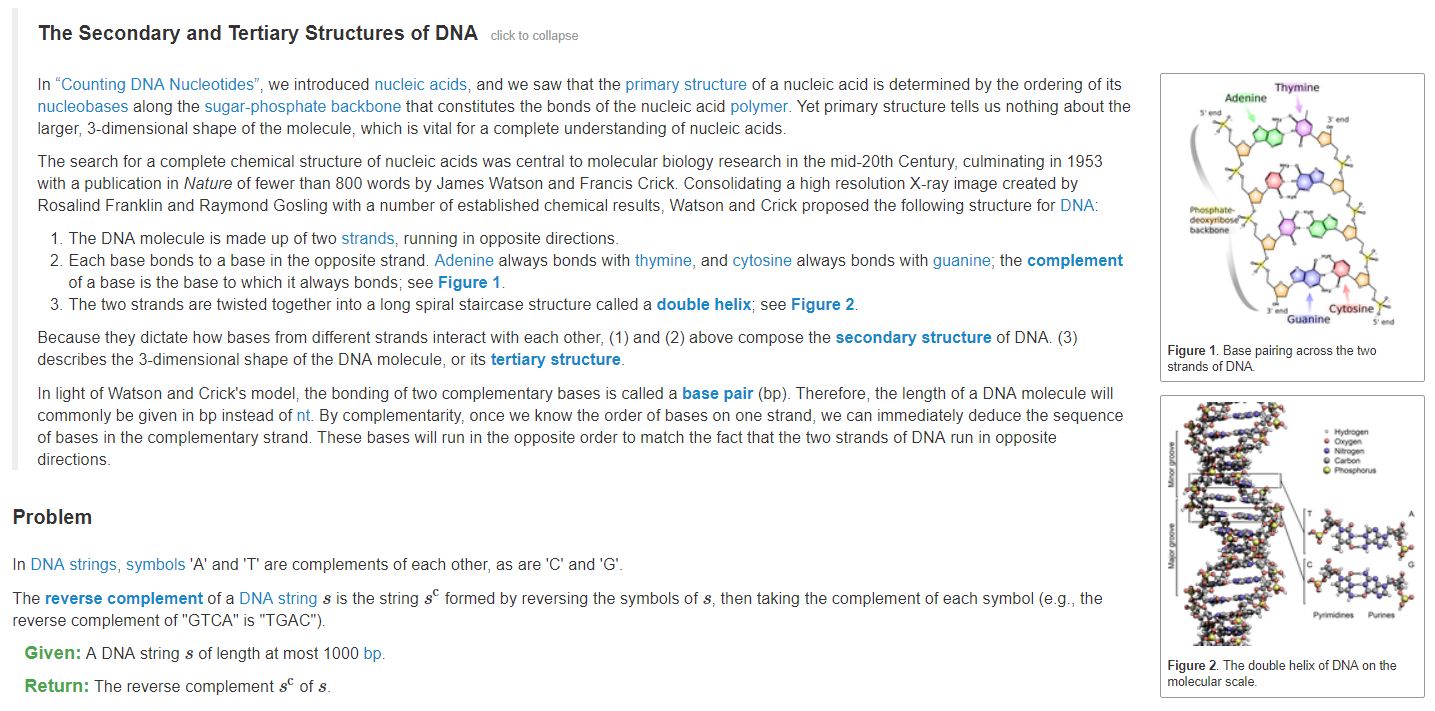 The Secondary and Tertiary Structures of DNA click to collapse
In “Counting DNA Nucleotides”, we introduced nucleic acids, and we saw that the primary structure of a nucleic acid is determined by the ordering of its
nucleobases along the sugar-phosphate backbone that constitutes the bonds of the nucleic acid polymer. Yet primary structure tells us nothing about the
larger, 3-dimensional shape of the molecule, which is vital for a complete understanding of nucleic acids.
The search for a complete chemical structure of nucleic acids was central to molecular biology research in the mid-20th Century, culminating in 1953
with a publication in Nature of fewer than 800 words by James Watson and Francis Crick. Consolidating a high resolution X-ray image created by
Rosalind Franklin and Raymond Gosling with a number of established chemical results, Watson and Crick proposed the following structure for DNA:
1. The DNA molecule is made up of two strands, running in opposite directions.
2. Each base bonds to a base in the opposite strand. Adenine always bonds with thymine, and cytosine always bonds with guanine; the complement
of a base is the base to which it always bonds; see Figure 1.
3. The two strands are twisted together into a long spiral staircase structure called a double helix; see Figure 2.
Because they dictate how bases from different strands interact with each other, (1) and (2) above compose the secondary structure of DNA. (3)
describes the 3-dimensional shape of the DNA molecule, or its tertiary structure.
In light of Watson and Crick's model, the bonding of two complementary bases is called a base pair (bp). Therefore, the length of a DNA molecule will
commonly be given in bp instead of nt. By complementarity, once we know the order of bases on one strand, we can immediately deduce the sequence
of bases in the complementary strand. These bases will run in the opposite order to match the fact that the two strands of DNA run in opposite
directions.
Problem
In DNA strings, symbols 'A' and 'T' are complements of each other, as are 'C' and 'G'.
The reverse complement of a DNA string s is the string sᶜ formed by reversing the symbols of s, then taking the complement of each symbol (e.g., the
reverse complement of "GTCA" is "TGAC").
Given: A DNA string s of length at most 1000 bp.
Return: The reverse complement sᶜ of s.
Thymine
Adenine
5' end
3' end
Phosphate-
deoxyribose
backbone
3' end
Cytosine
Guanine
5' end
Figure 1. Base pairing across the two
strands of DNA.
Minor groove
Major groove
Hydrogen
Oxygen
Nitrogen
Carbon
Phosphorus
T A
C G
Pyrimidines Purines
Figure 2. The double helix of DNA on the
molecular scale.